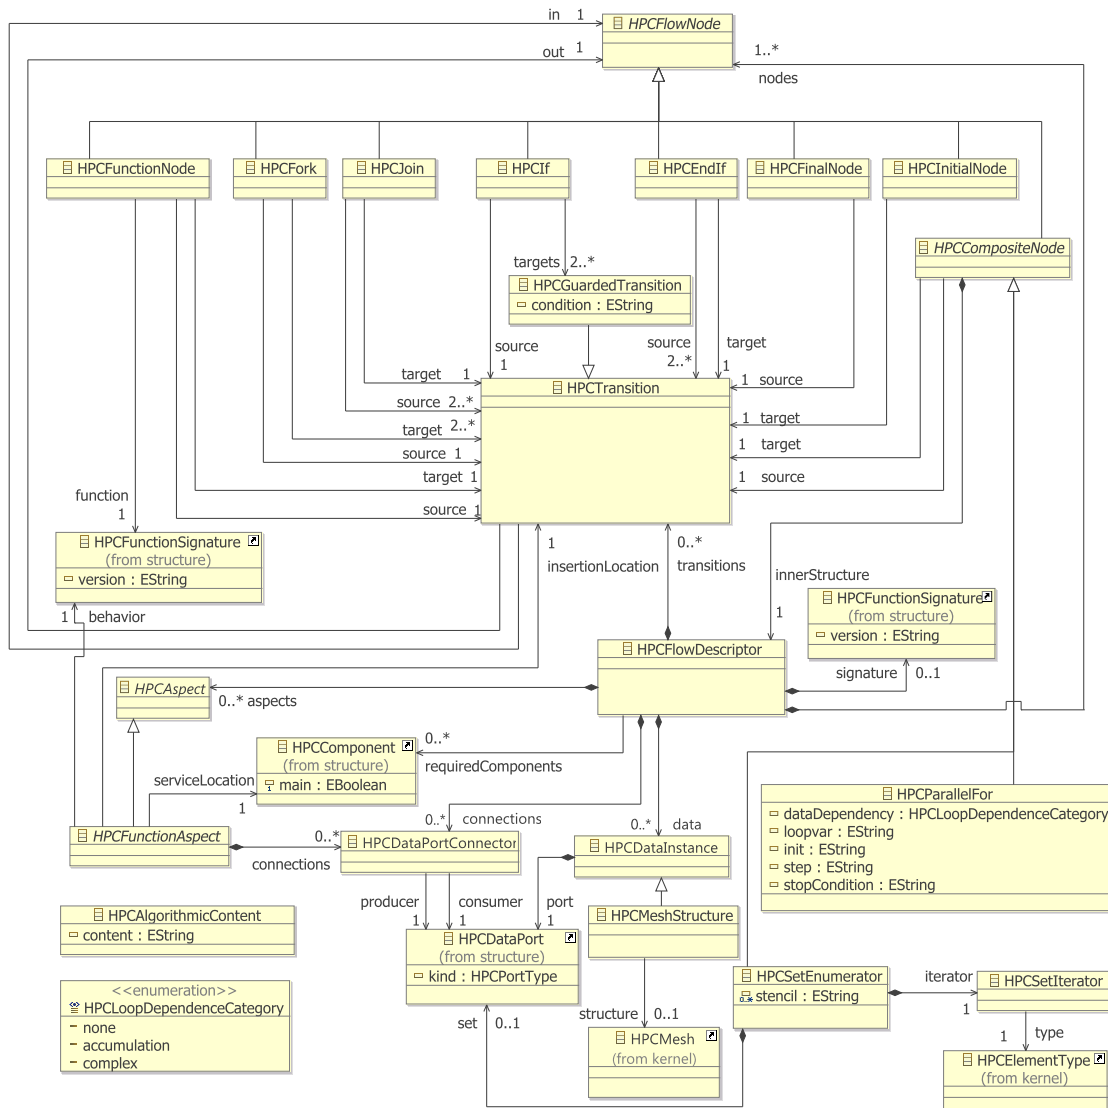 in 1
HPCFlowNode
out 1
1..*
nodes
HPCFunctionNode
HPCFork
HPCJoin
HPCIf
HPCEndIf
HPCFinalNode
HPCInitialNode
HPCCompositeNode
targets 2..*
HPCGuardedTransition
condition : EString
source
1
source
2..*
target
1
HPCTransition
target 1
source 2..*
target 2..*
source 1
target 1
source 1
1 source
1 target
1 target
1 source
function
1
HPCFunctionSignature
(from structure)
version : EString
1 behavior
1
insertionLocation
0..*
transitions
innerStructure
1
HPCFunctionSignature
(from structure)
version : EString
HPCFlowDescriptor
signature 0..1
HPCAspect
0..* aspects
0..*
requiredComponents
HPCComponent
(from structure)
main : EBoolean
1
serviceLocation
1
HPCFunctionAspect
0..*
connections
0..* connections
HPCDataPortConnector
0..* data
HPCDataInstance
HPCParallelFor
dataDependency : HPCLoopDependenceCategory
loopvar : EString
init : EString
step : EString
stopCondition : EString
producer
1
consumer
1
port
1
HPCMeshStructure
HPCAlgorithmicContent
content : EString
HPCDataPort
(from structure)
kind : HPCPortType
HPCSetEnumerator
stencil : EString
iterator
1
HPCSetIterator
<<enumeration>>
HPCLoopDependenceCategory
none
accumulation
complex
set 0..1
structure 0..1
HPCMesh
(from kernel)
1 type
HPCElementType
(from kernel)